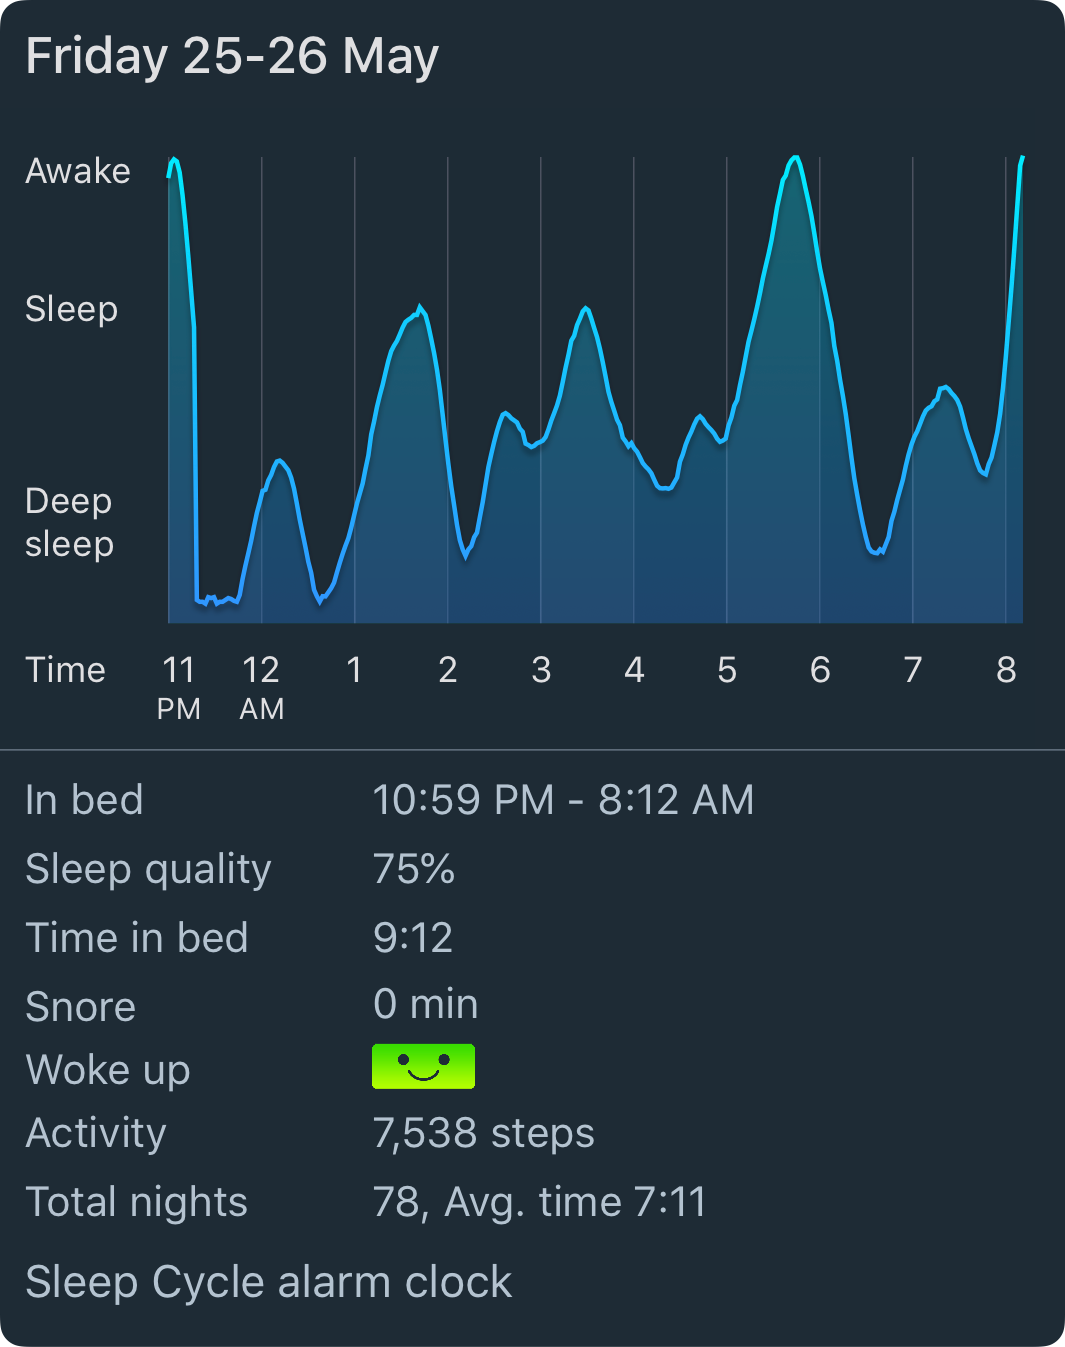 Friday 25-26 May
Awake
Sleep
Deep
sleep
Time 11 12 1 2 3 4 5 6 7 8
PM AM
In bed 10:59 PM - 8:12 AM
Sleep quality 75%
Time in bed 9:12
Snore 0 min
Woke up
Activity 7,538 steps
Total nights 78, Avg. time 7:11
Sleep Cycle alarm clock